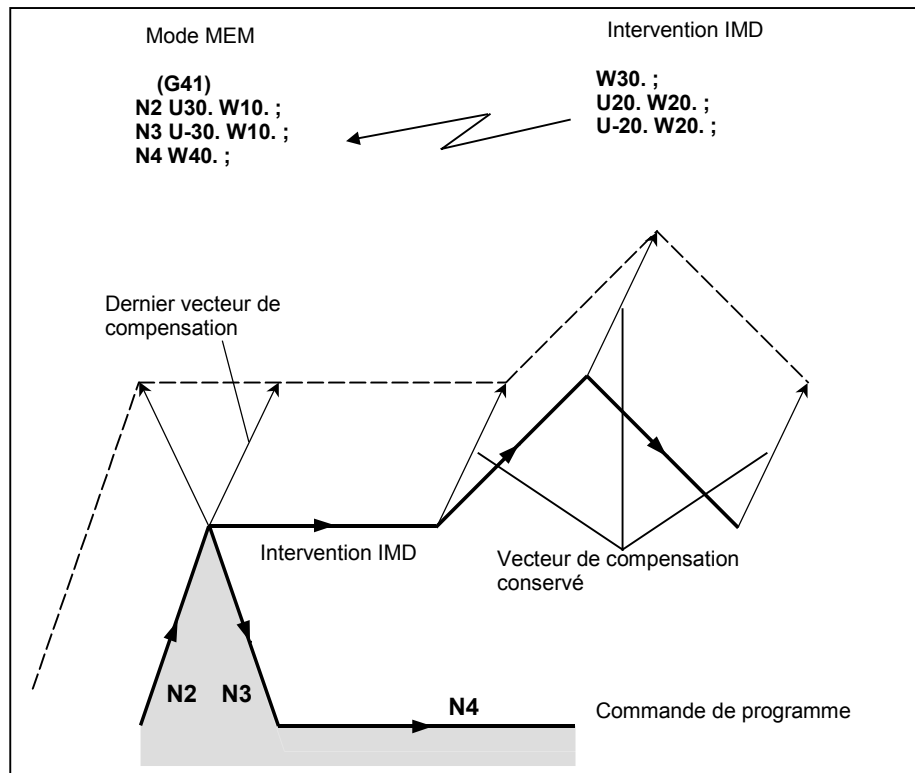 Mode MEM
(G41)
N2 U30. W10. ;
N3 U-30. W10. ;
N4 W40. ;
Intervention IMD
W30. ;
U20. W20. ;
U-20. W20. ;
Dernier vecteur de
compensation
Intervention IMD
Vecteur de compensation
conservé
N2
N3
N4
Commande de programme